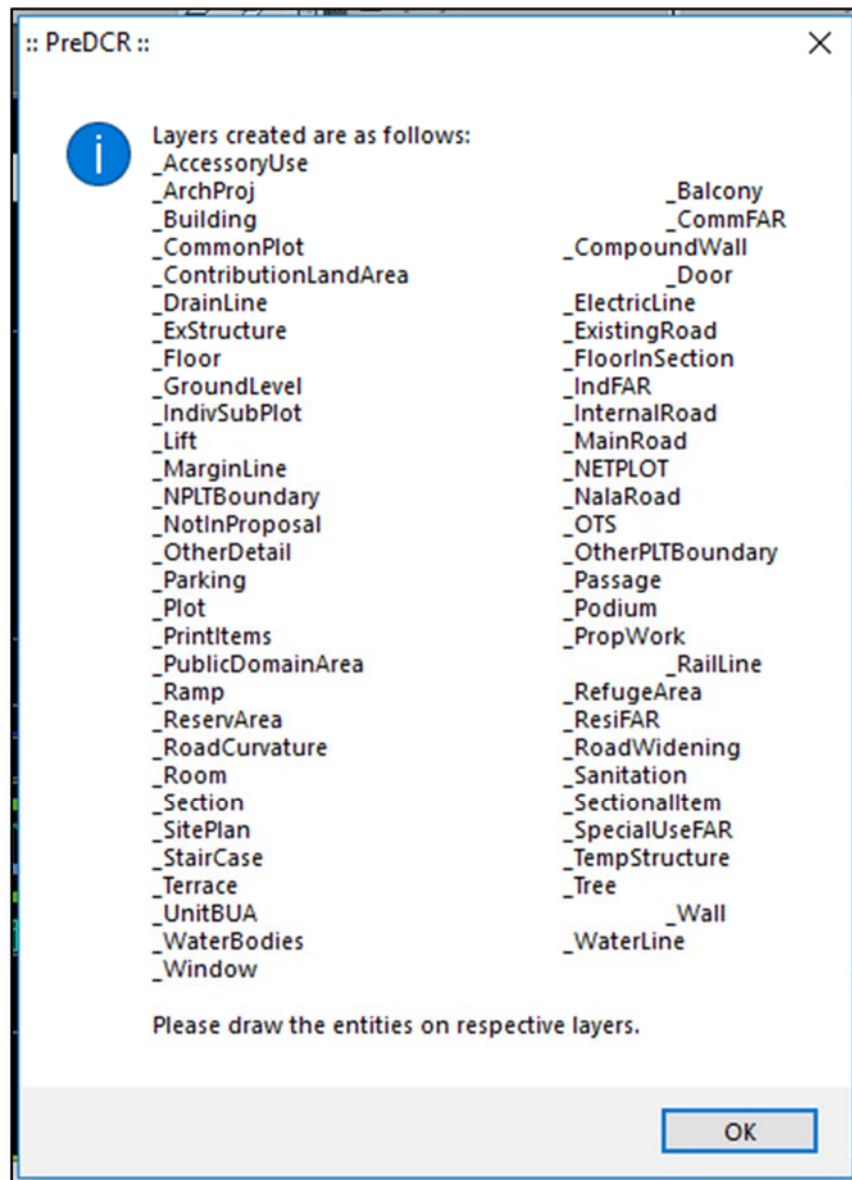 :: PreDCR ::
Layers created are as follows:
_AccessoryUse
_ArchProj _Balcony
_Building _CommFAR
_CommonPlot _CompoundWall
_ContributionLandArea _Door
_DrainLine _ElectricLine
_ExStructure _ExistingRoad
_Floor _FloorInSection
_GroundLevel _IndFAR
_IndivSubPlot _InternalRoad
_Lift _MainRoad
_MarginLine _NETPLOT
_NPLTBoundary _NalaRoad
_NotInProposal _OTS
_OtherDetail _OtherPLTBoundary
_Parking _Passage
_Plot _Podium
_PrintItems _PropWork
_PublicDomainArea _RailLine
_Ramp _RefugeArea
_ReservArea _ResiFAR
_RoadCurvature _RoadWidening
_Room _Sanitation
_Section _SectionalItem
_SitePlan _SpecialUseFAR
_StairCase _TempStructure
_Terrace _Tree
_UnitBUA _Wall
_WaterBodies _WaterLine
_Window
Please draw the entities on respective layers.
OK